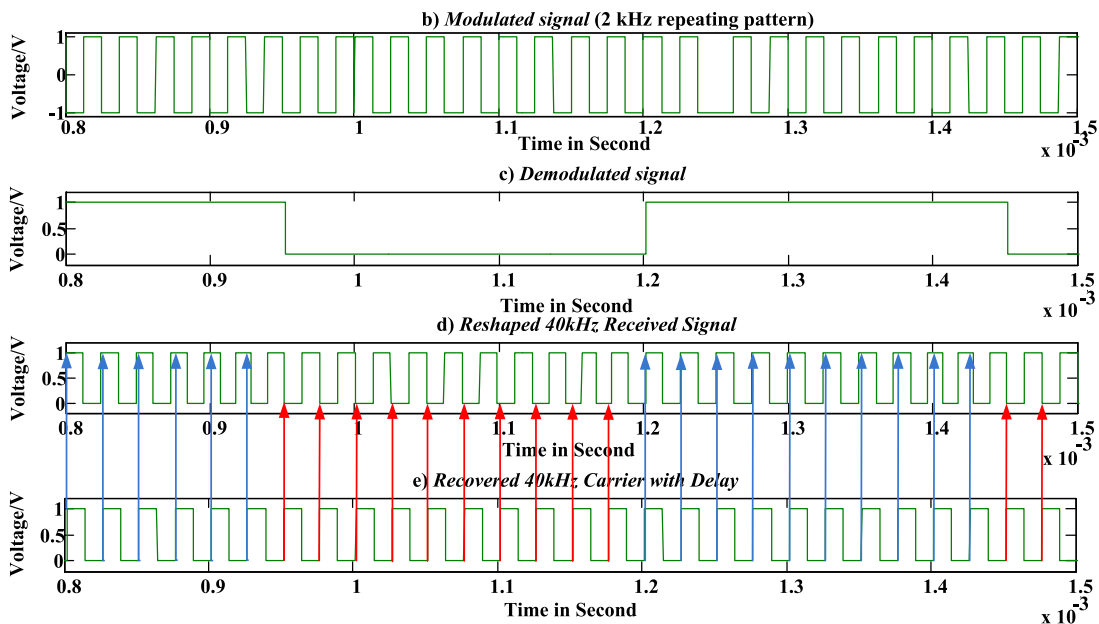 b) Modulated signal (2 kHz repeating pattern)
Voltage/V
1
0
-1
0.8 0.9 1 1.1 1.2 1.3 1.4 1.5
Time in Second
x 10-3
c) Demodulated signal
Voltage/V
1
0.5
0
0.8 0.9 1 1.1 1.2 1.3 1.4 1.5
Time in Second
x 10-3
d) Reshaped 40kHz Received Signal
Voltage/V
1
0.5
0
0.8 0.9 1 1.1 1.2 1.3 1.4 1.5
Time in Second
x 10-3
e) Recovered 40kHz Carrier with Delay
Voltage/V
1
0.5
0
0.8 0.9 1 1.1 1.2 1.3 1.4 1.5
Time in Second
x 10-3